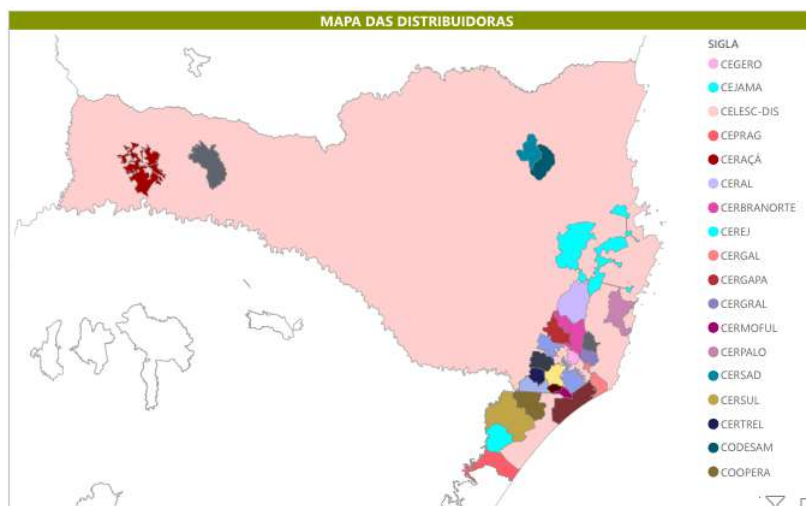 MAPA DAS DISTRIBUIDORAS
SIGLA
CEGERO
CEJAMA
CELESC-DIS
CEPRAG
CERAÇÁ
CERAL
CERBRANORTE
CEREJ
CERGAL
CERGAPA
CERGRAL
CERMOFUL
CERPALO
CERSAD
CERSUL
CERTREL
CODESAM
COOPERA